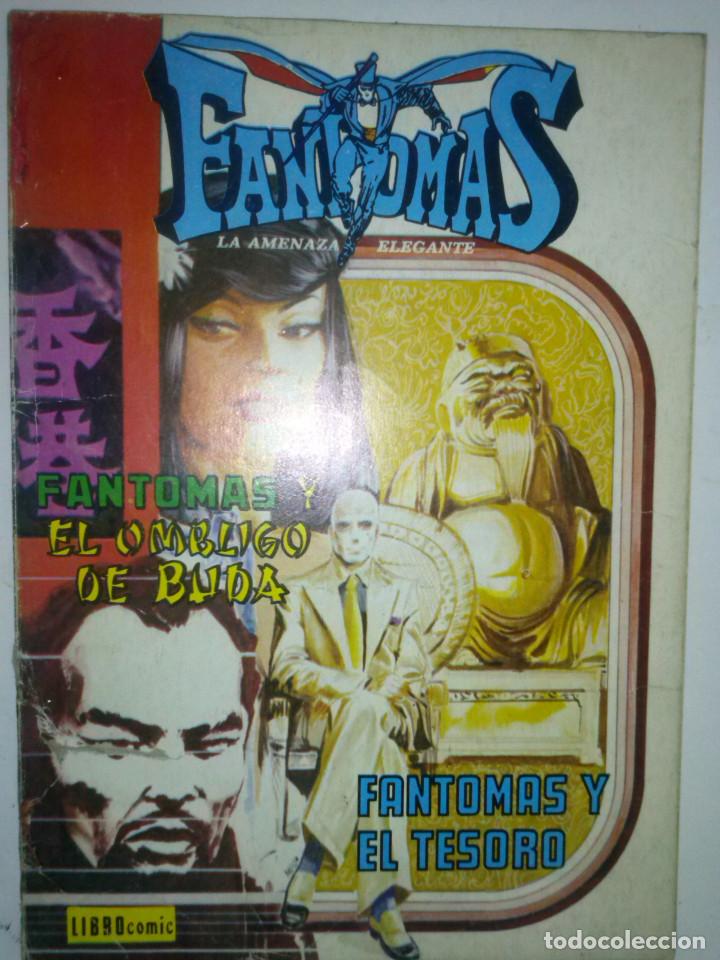 FANTOMAS
LA AMENAZA ELEGANTE
香
港
FANTOMAS Y
EL OMBLIGO
DE BUDA
FANTOMAS Y
EL TESORO
LIBROcomic
todocoleccion